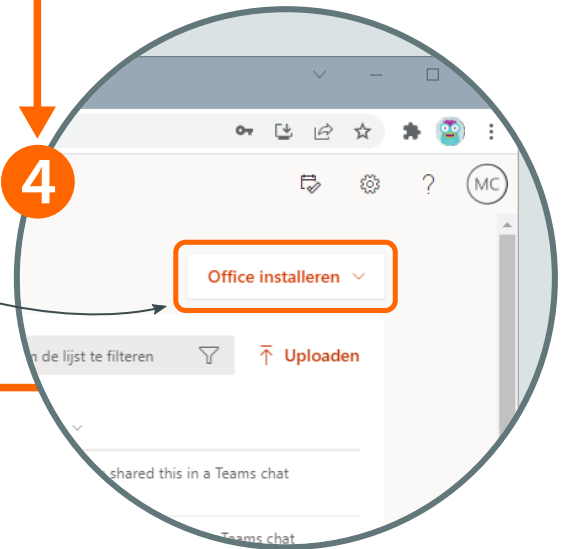 4
MC
Office installeren
de lijst te filteren
Uploaden
shared this in a Teams chat
Teams chat